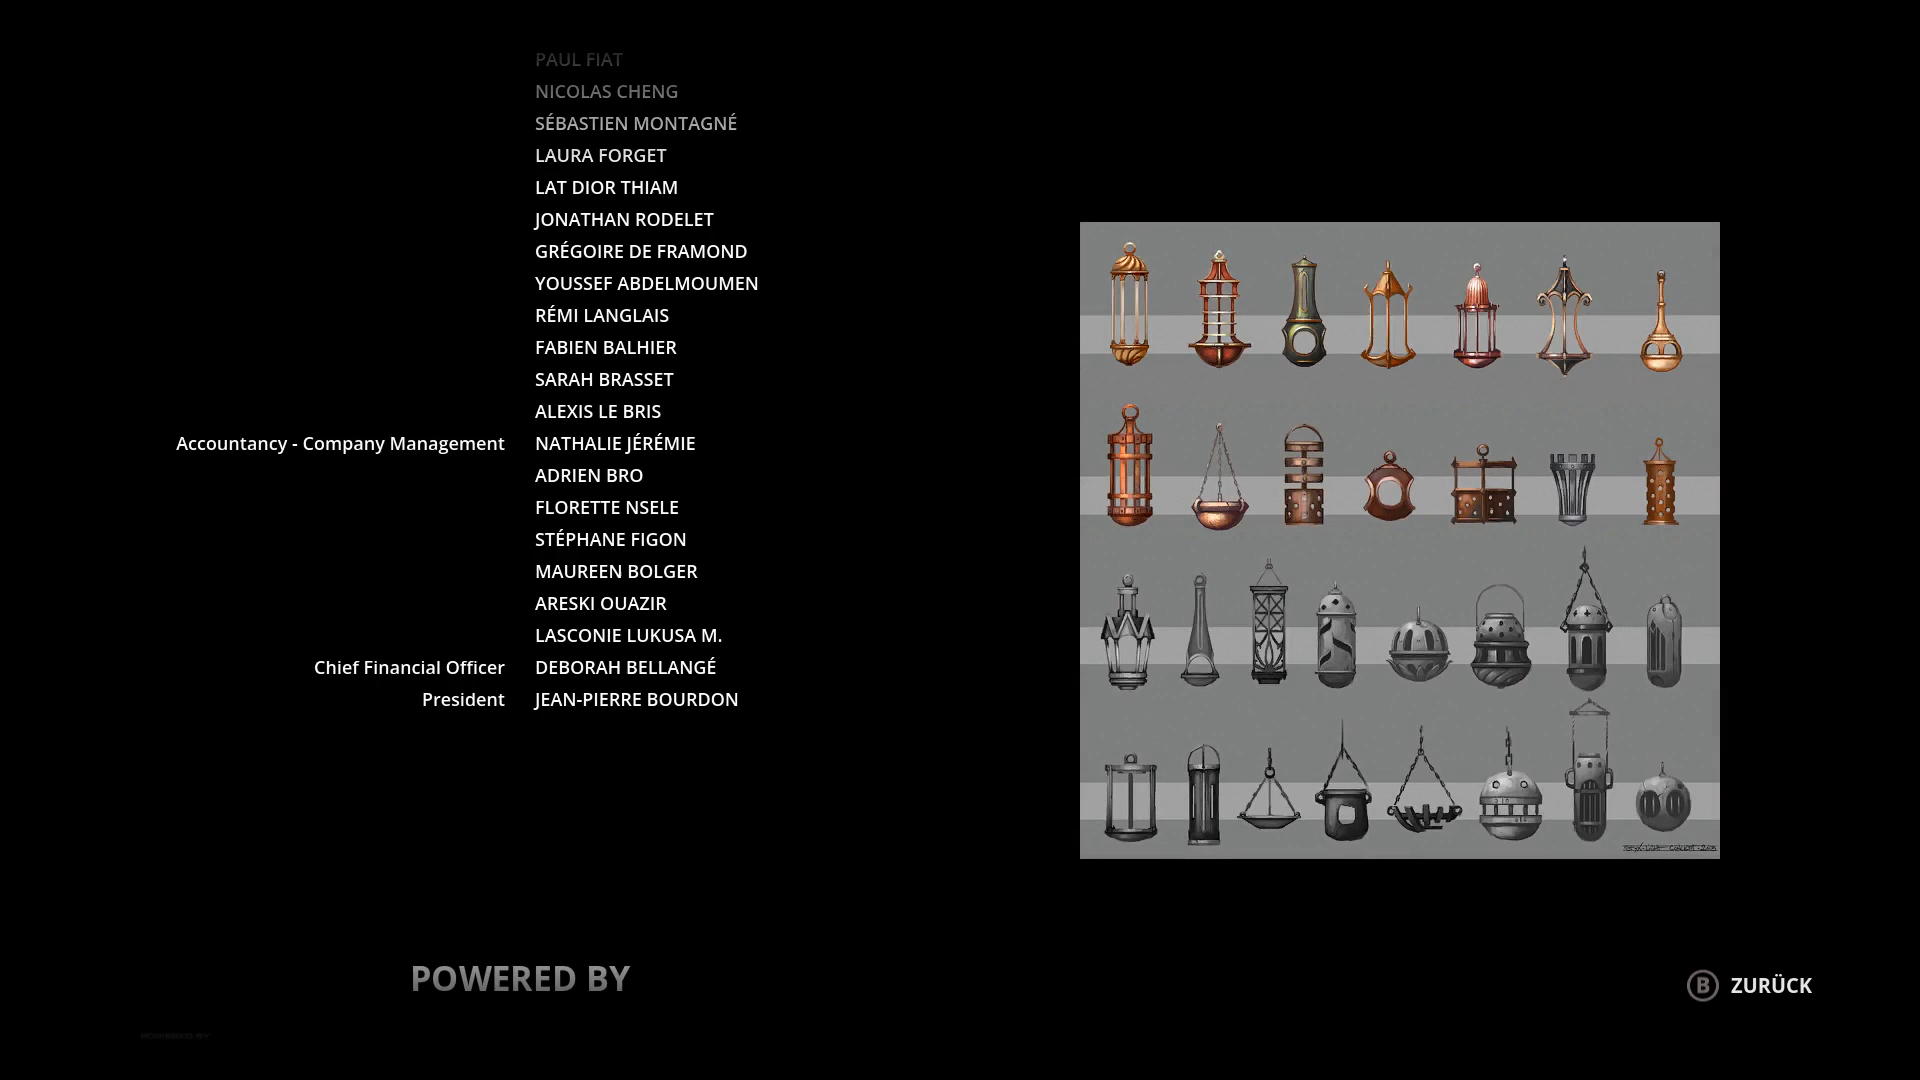 PAUL FIAT
NICOLAS CHENG
SÉBASTIEN MONTAGNÉ
LAURA FORGET
LAT DIOR THIAM
JONATHAN RODELET
GRÉGOIRE DE FRAMOND
YOUSSEF ABDELMOUMEN
RÉMI LANGLAIS
FABIEN BALHIER
SARAH BRASSET
ALEXIS LE BRIS
Accountancy - Company Management NATHALIE JÉRÉMIE
ADRIEN BRO
FLORETTE NSELE
STÉPHANE FIGON
MAUREEN BOLGER
ARESKI OUAZIR
LASCONIE LUKUSA M.
Chief Financial Officer DEBORAH BELLANGÉ
President JEAN-PIERRE BOURDON
POWERED BY
B ZURÜCK
POWERED BY